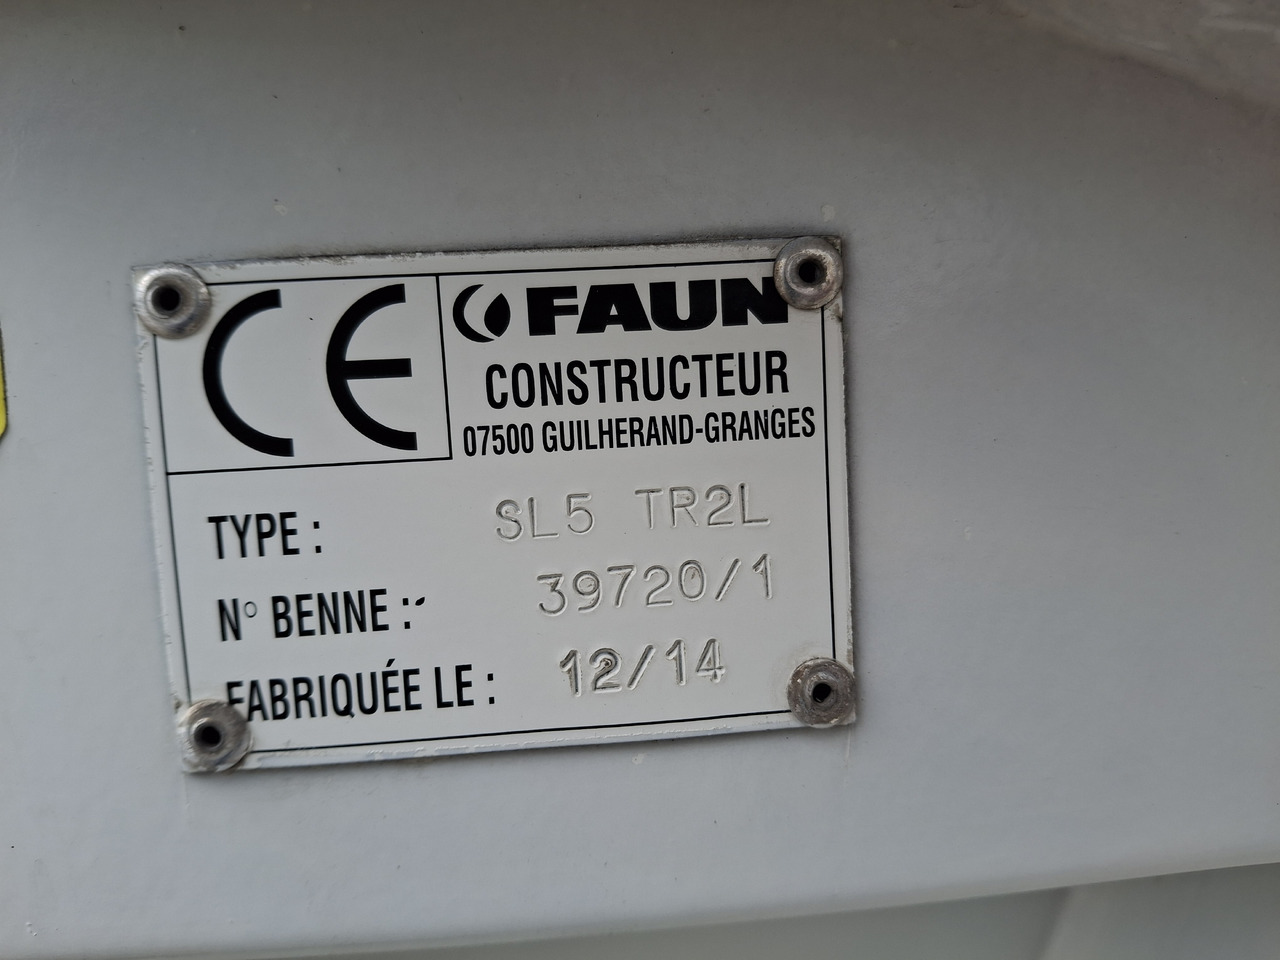 CE
FAUN
CONSTRUCTEUR
07500 GUILHERAND-GRANGES
TYPE : SL5 TR2L
N° BENNE : 39720/1
FABRIQUÉE LE : 12/14